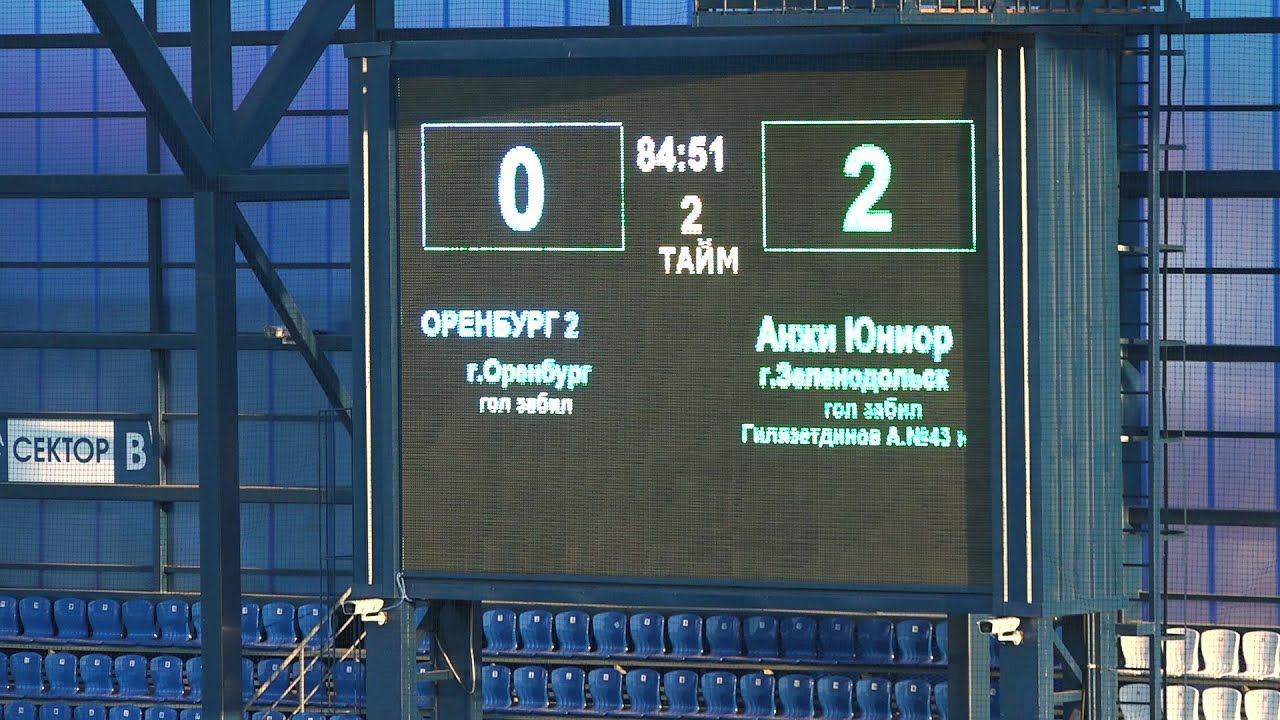 0
84:51
2
2
ТАЙМ
ОРЕНБУРГ 2
г.Оренбург
гол забил
Анжи Юниор
г.Зеленодольск
гол забил
Гилязетдинов А.№43 и
СЕКТОР B